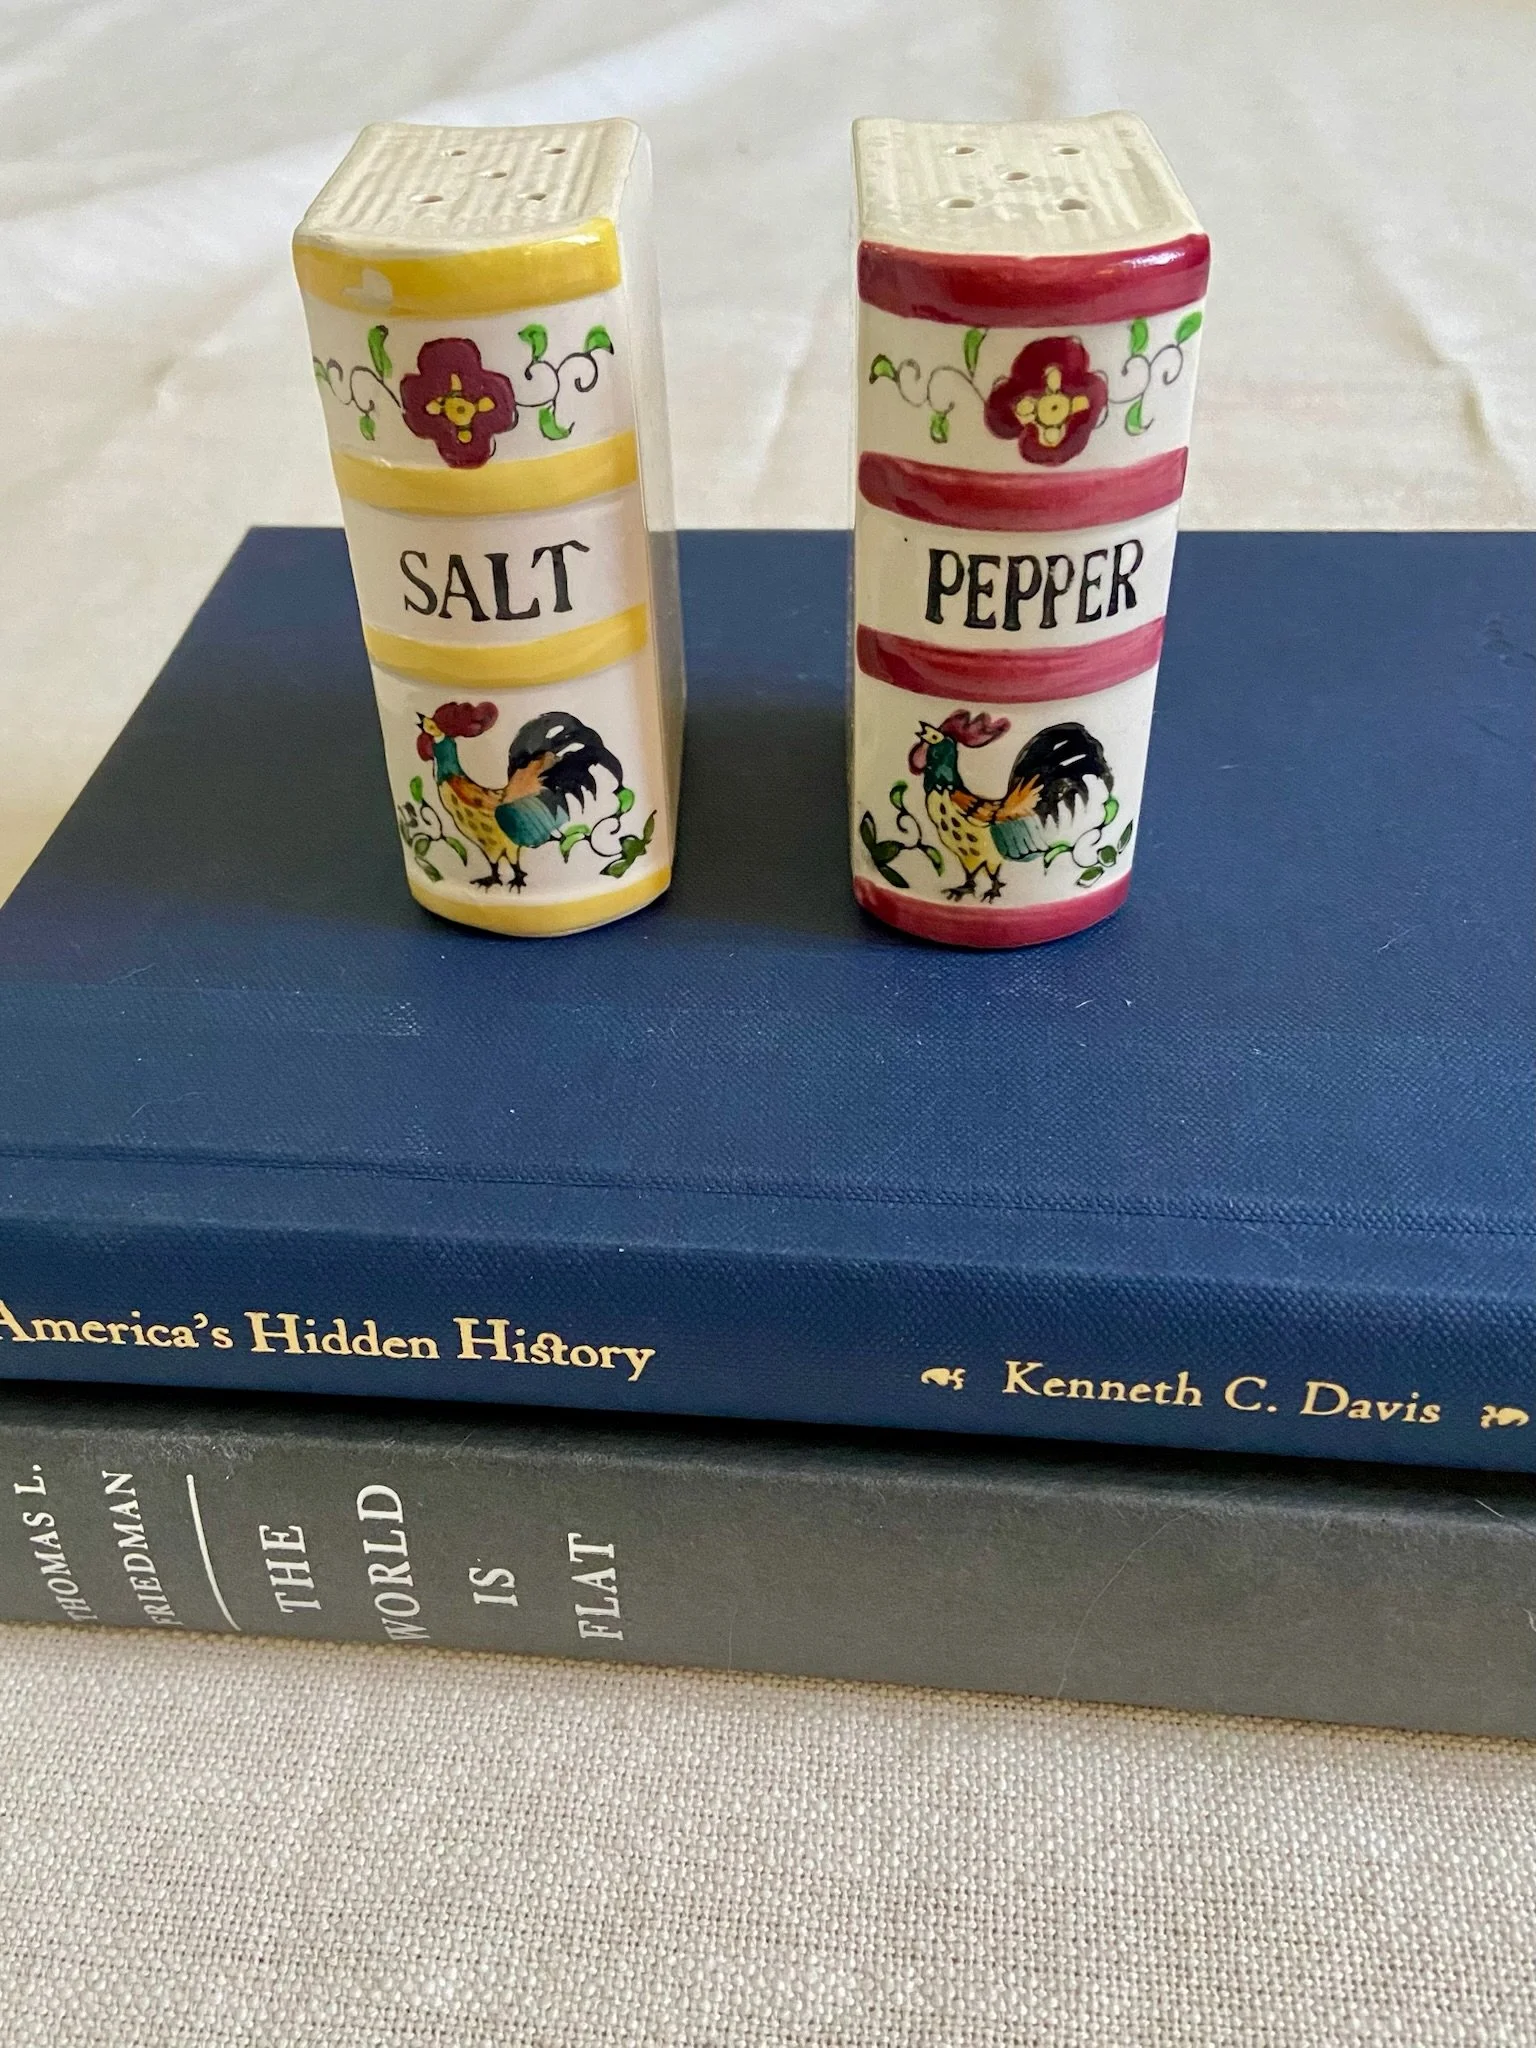 SALT
PEPPER
America's Hidden History
Kenneth C. Davis
THOMAS L.
FRIEDMAN
THE
WORLD
IS
FLAT